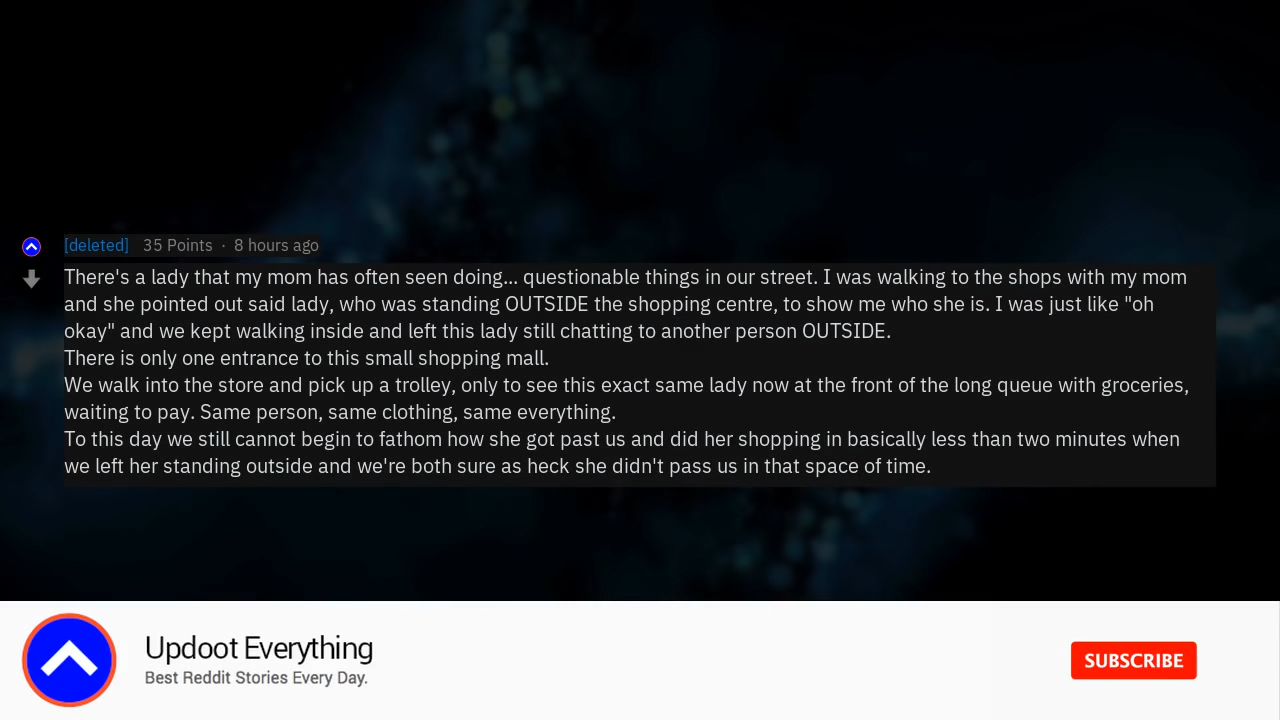 [deleted] 35 Points · 8 hours ago
There's a lady that my mom has often seen doing... questionable things in our street. I was walking to the shops with my mom
and she pointed out said lady, who was standing OUTSIDE the shopping centre, to show me who she is. I was just like "oh
okay" and we kept walking inside and left this lady still chatting to another person OUTSIDE.
There is only one entrance to this small shopping mall.
We walk into the store and pick up a trolley, only to see this exact same lady now at the front of the long queue with groceries,
waiting to pay. Same person, same clothing, same everything.
To this day we still cannot begin to fathom how she got past us and did her shopping in basically less than two minutes when
we left her standing outside and we're both sure as heck she didn't pass us in that space of time.
Updoot Everything
Best Reddit Stories Every Day.
SUBSCRIBE